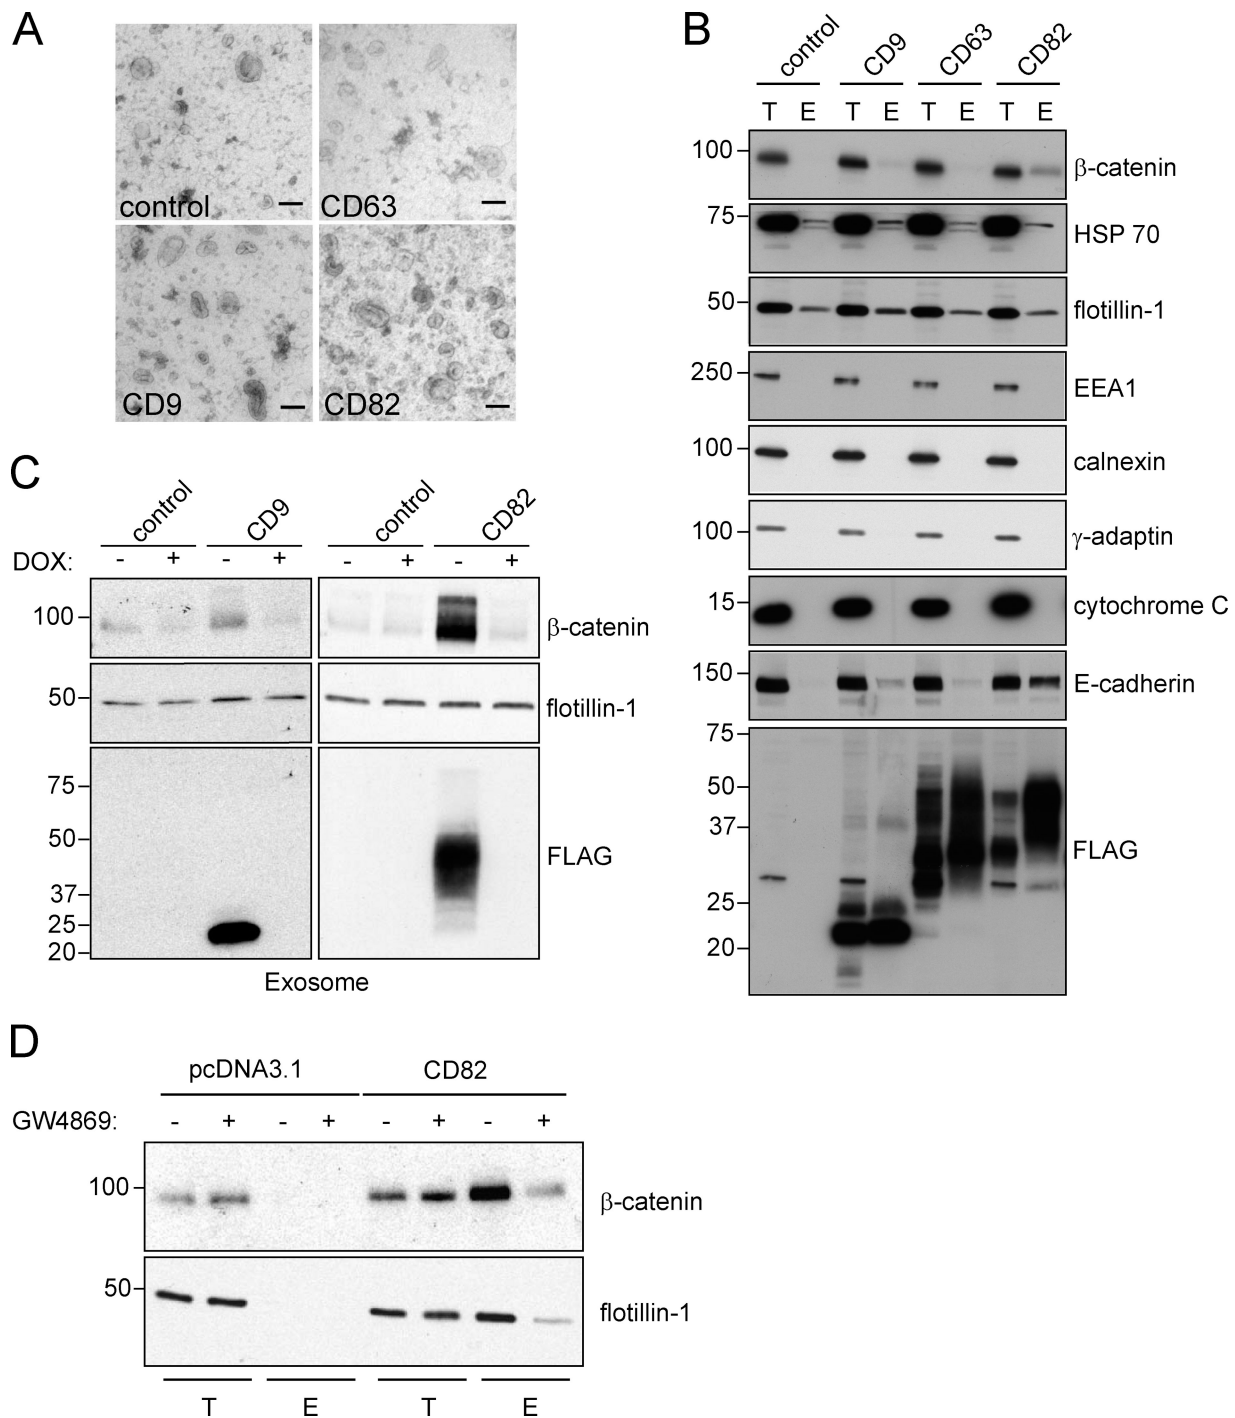 A
control
CD63
CD9
CD82
B
control CD9 CD63 CD82
T E T E T E T E
100 β-catenin
75 HSP 70
50 flotillin-1
250 EEA1
100 calnexin
100 γ-adaptin
15 cytochrome C
150 E-cadherin
75
50
37
FLAG
25
20
C
control CD9 control CD82
DOX: - + - + - + - +
100 β-catenin
50 flotillin-1
75
50
FLAG
37
25
20
Exosome
D
pcDNA3.1 CD82
GW4869: - + - + - + - +
100 β-catenin
50 flotillin-1
T E T E